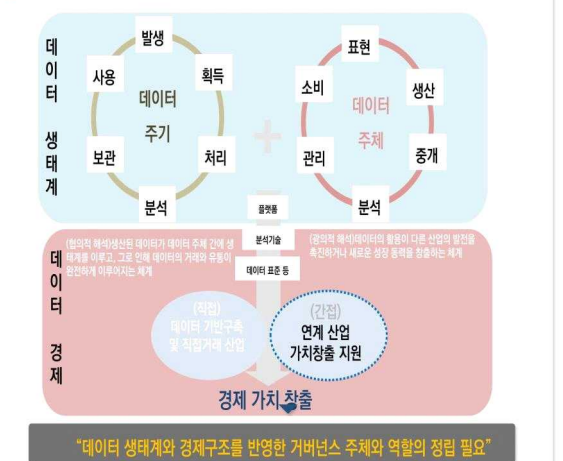 데이터 생태계
발생
사용
획득
데이터
주기
보관
처리
분석
+
표현
소비
생산
데이터
주체
관리
중개
분석
플랫폼
분석기술
데이터 표준 등
데이터 경제
(협의적 해석)생산된 데이터가 데이터 주체 간에 생
태계를 이루고, 그로 인해 데이터의 거래와 유통이
완전하게 이루어지는 체계
(광의적 해석)데이터의 활용이 다른 산업의 발전을
촉진하거나 새로운 성장 동력을 창출하는 체계
(직접)
데이터 기반구축
및 직접거래 산업
(간접)
연계 산업
가치창출 지원
경제 가치 창출
“데이터 생태계와 경제구조를 반영한 거버넌스 주체와 역할의 정립 필요”